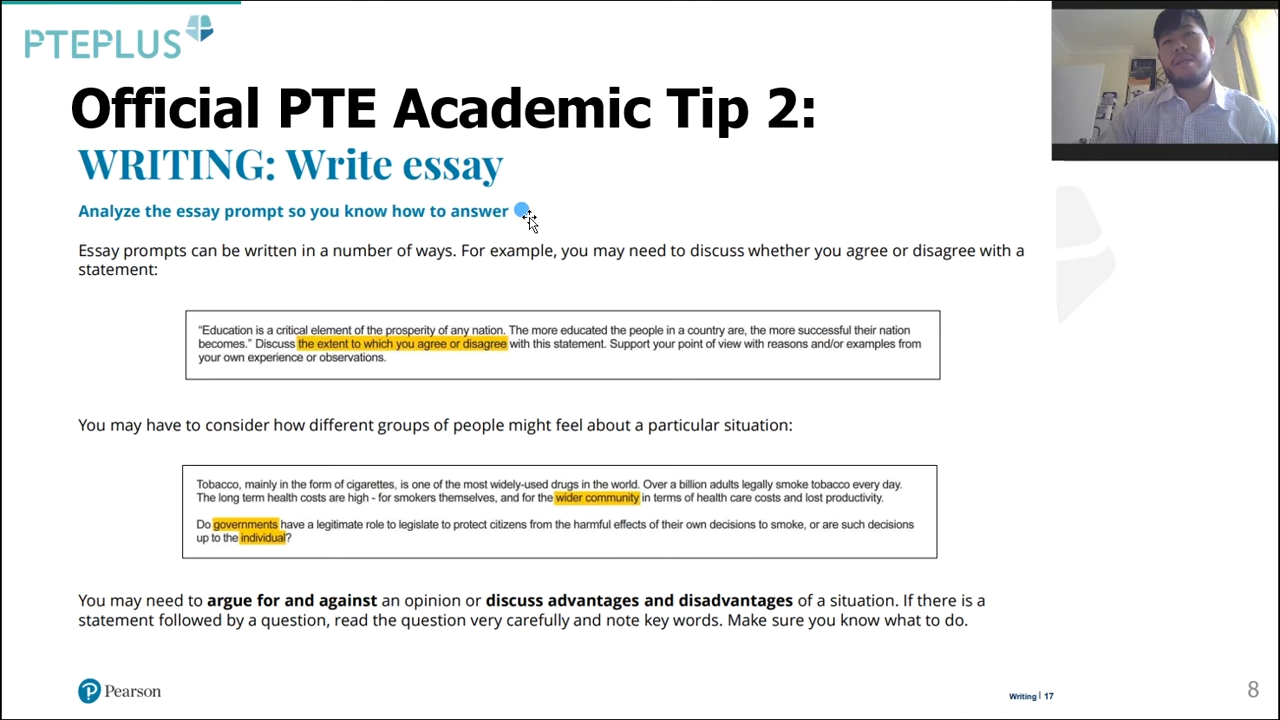 PTEPLUS
Official PTE Academic Tip 2:
WRITING: Write essay
Analyze the essay prompt so you know how to answer
Essay prompts can be written in a number of ways. For example, you may need to discuss whether you agree or disagree with a
statement:
“Education is a critical element of the prosperity of any nation. The more educated the people in a country are, the more successful their nation
becomes.” Discuss the extent to which you agree or disagree with this statement. Support your point of view with reasons and/or examples from
your own experience or observations.
You may have to consider how different groups of people might feel about a particular situation:
Tobacco, mainly in the form of cigarettes, is one of the most widely-used drugs in the world. Over a billion adults legally smoke tobacco every day.
The long term health costs are high - for smokers themselves, and for the wider community in terms of health care costs and lost productivity.
Do governments have a legitimate role to legislate to protect citizens from the harmful effects of their own decisions to smoke, or are such decisions
up to the individual?
You may need to argue for and against an opinion or discuss advantages and disadvantages of a situation. If there is a
statement followed by a question, read the question very carefully and note key words. Make sure you know what to do.
Pearson
Writing | 17
8